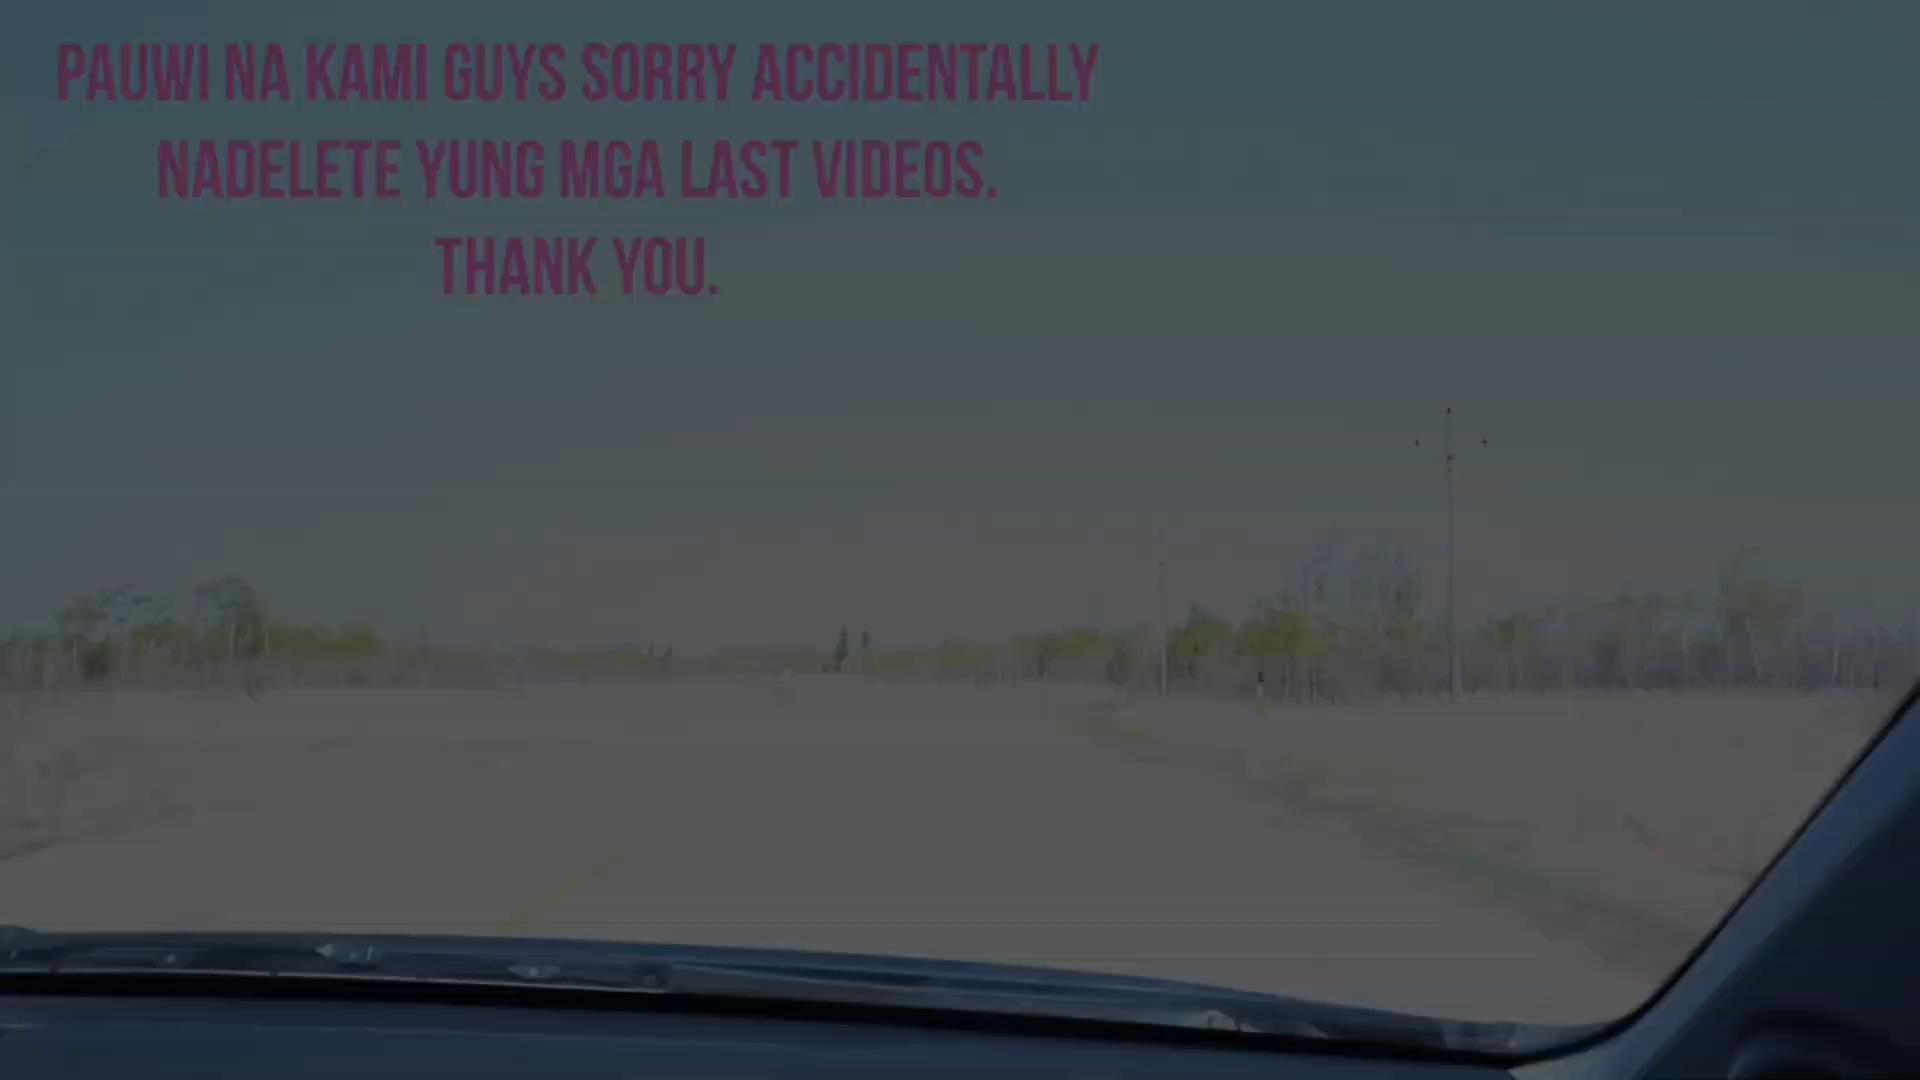 PAUWI NA KAMI GUYS SORRY ACCIDENTALLY
NADELETE YUNG MGA LAST VIDEOS.
THANK YOU.